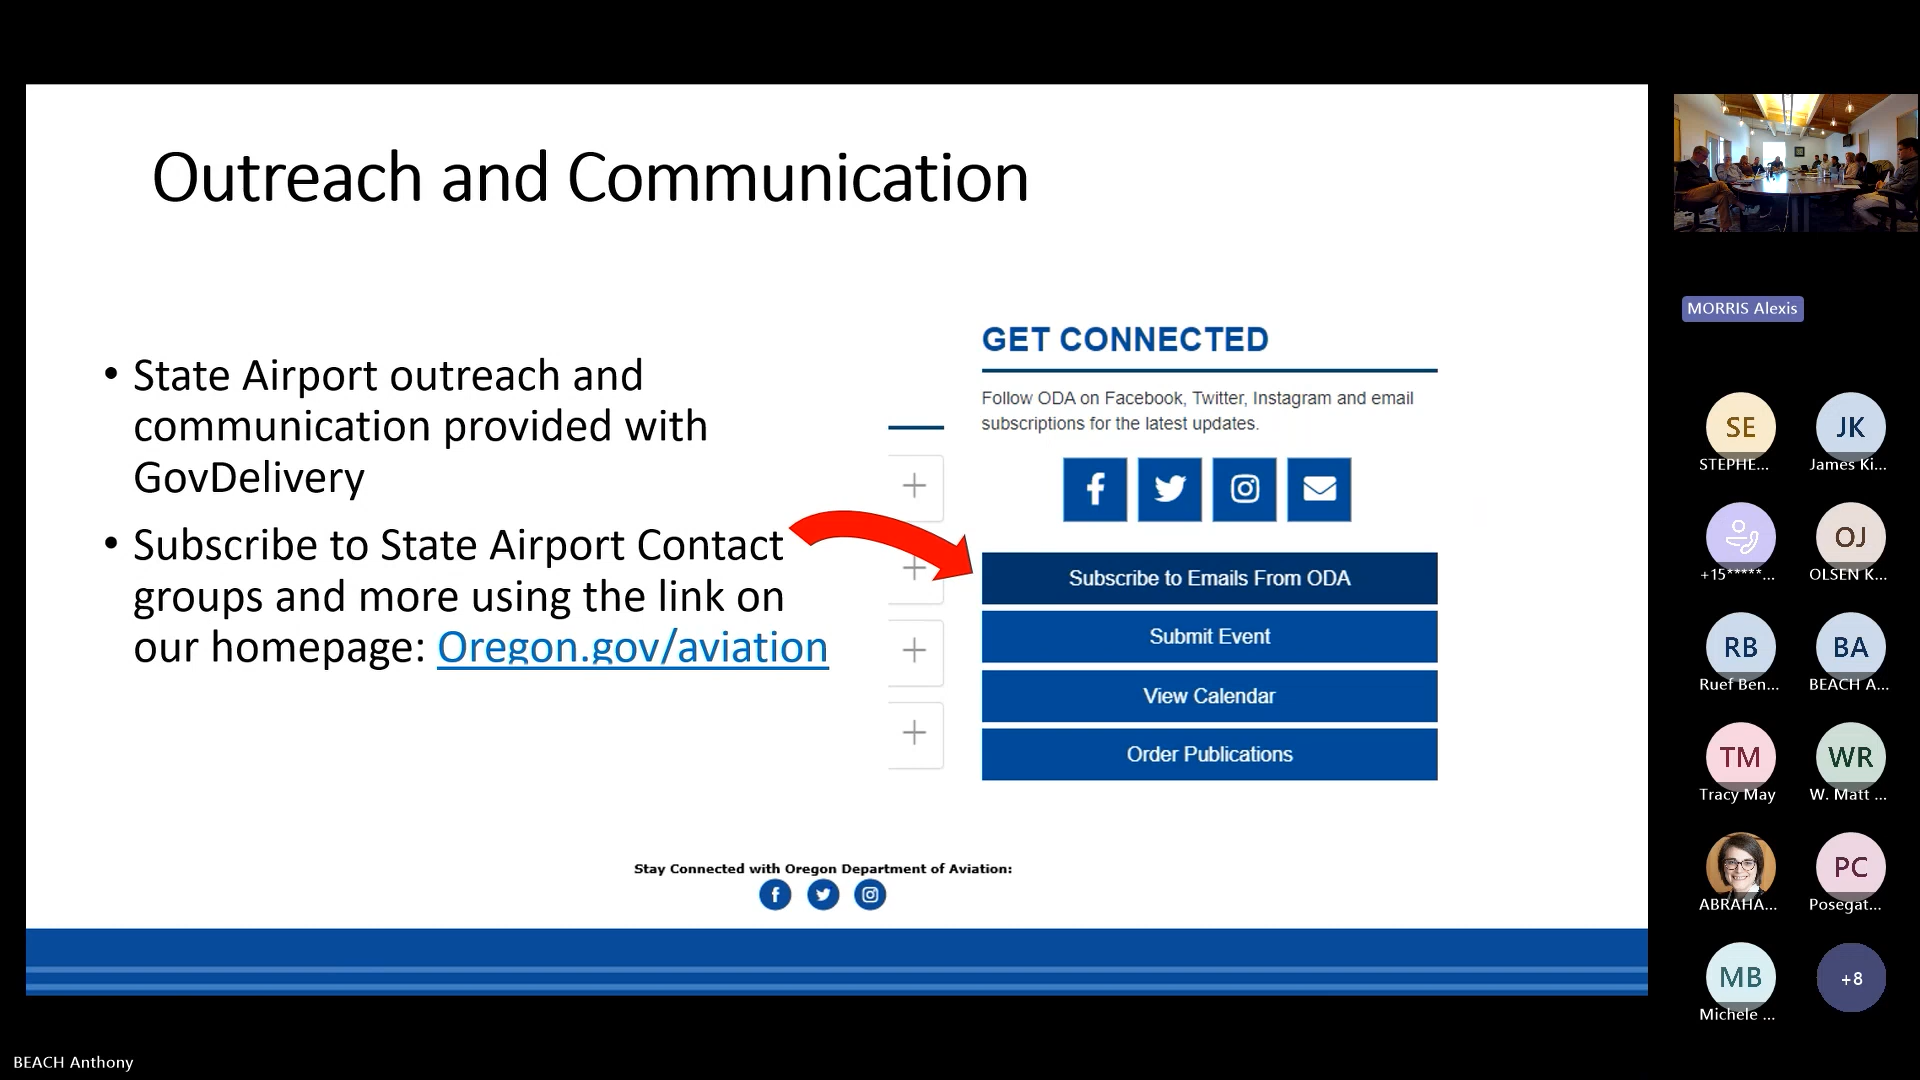 Outreach and Communication
• State Airport outreach and
communication provided with
GovDelivery
• Subscribe to State Airport Contact
groups and more using the link on
our homepage: Oregon.gov/aviation
GET CONNECTED
Follow ODA on Facebook, Twitter, Instagram and email
subscriptions for the latest updates.
Subscribe to Emails From ODA
Submit Event
View Calendar
Order Publications
Stay Connected with Oregon Department of Aviation:
MORRIS Alexis
SE
STEPHE...
JK
James Ki...
+15*****...
OJ
OLSEN K...
RB
Ruef Ben...
BA
BEACH A...
TM
Tracy May
WR
W. Matt ...
ABRAHA...
PC
Posegat...
MB
Michele ...
+8
BEACH Anthony